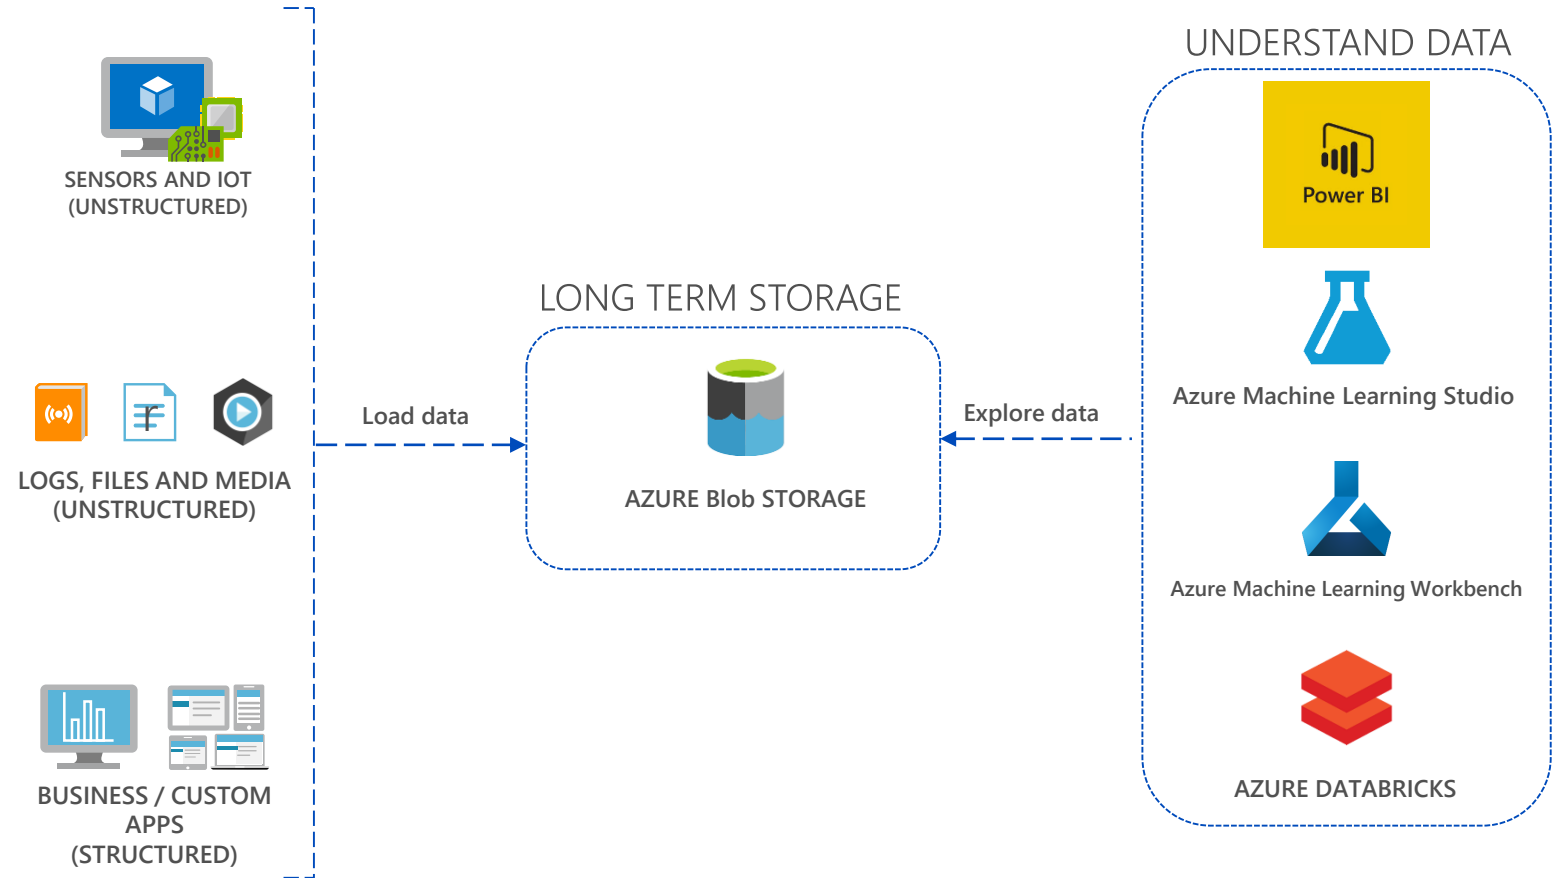 UNDERSTAND DATA
SENSORS AND IOT
(UNSTRUCTURED)
Power BI
LONG TERM STORAGE
Azure Machine Learning Studio
r
Load data
Explore data
LOGS, FILES AND MEDIA
(UNSTRUCTURED)
AZURE Blob STORAGE
Azure Machine Learning Workbench
BUSINESS / CUSTOM
APPS
(STRUCTURED)
AZURE DATABRICKS